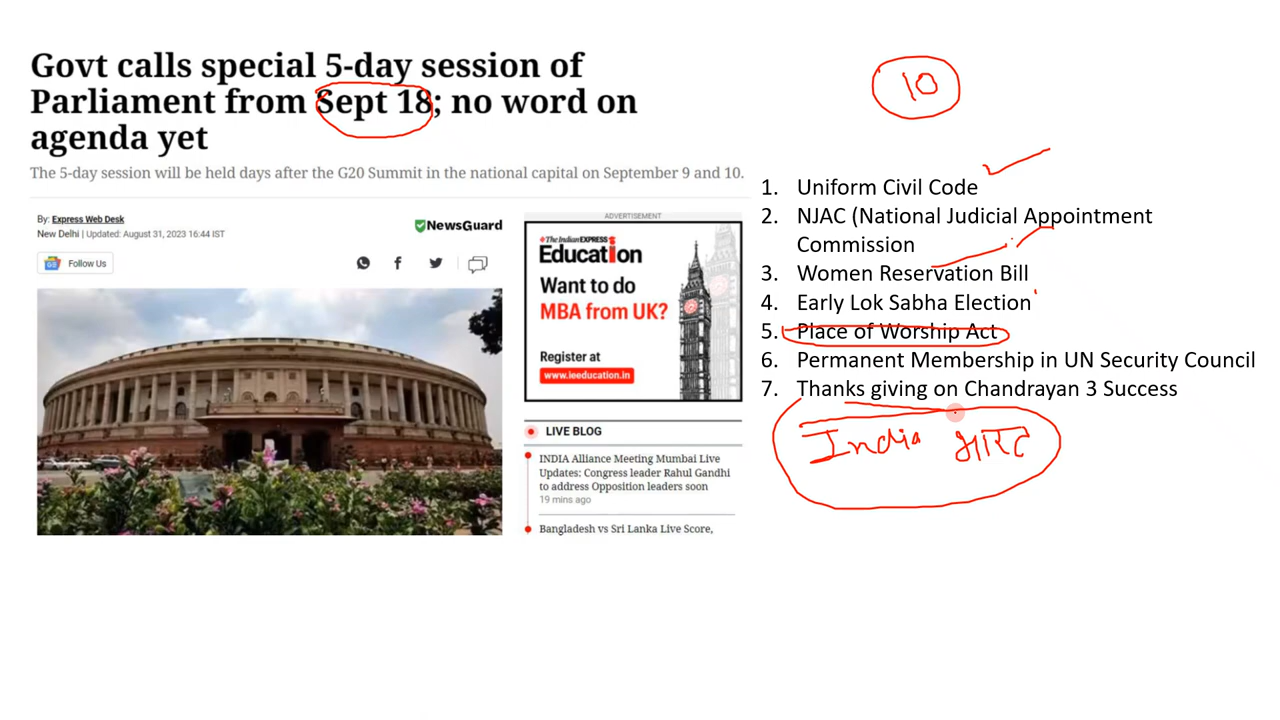 Govt calls special 5-day session of
Parliament from Sept 18; no word on
agenda yet
The 5-day session will be held days after the G20 Summit in the national capital on September 9 and 10.
By: Express Web Desk
New Delhi | Updated: August 31, 2023 16:44 IST
NewsGuard
Follow Us
ADVERTISEMENT
The Indian EXPRESS
Education
Want to do
MBA from UK?
Register at
www.ieeducation.in
LIVE BLOG
INDIA Alliance Meeting Mumbai Live
Updates: Congress leader Rahul Gandhi
to address Opposition leaders soon
19 mins ago
Bangladesh vs Sri Lanka Live Score,
10
1. Uniform Civil Code
2. NJAC (National Judicial Appointment
Commission
3. Women Reservation Bill
4. Early Lok Sabha Election
5. Place of Worship Act
6. Permanent Membership in UN Security Council
7. Thanks giving on Chandrayan 3 Success
India भारत